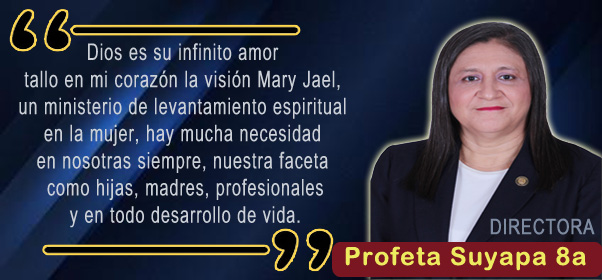 Dios es su infinito amor
tallo en mi corazón la visión Mary Jael,
un ministerio de levantamiento espiritual
en la mujer, hay mucha necesidad
en nosotras siempre, nuestra faceta
como hijas, madres, profesionales
y en todo desarrollo de vida.
DIRECTORA
Profeta Suyapa 8a